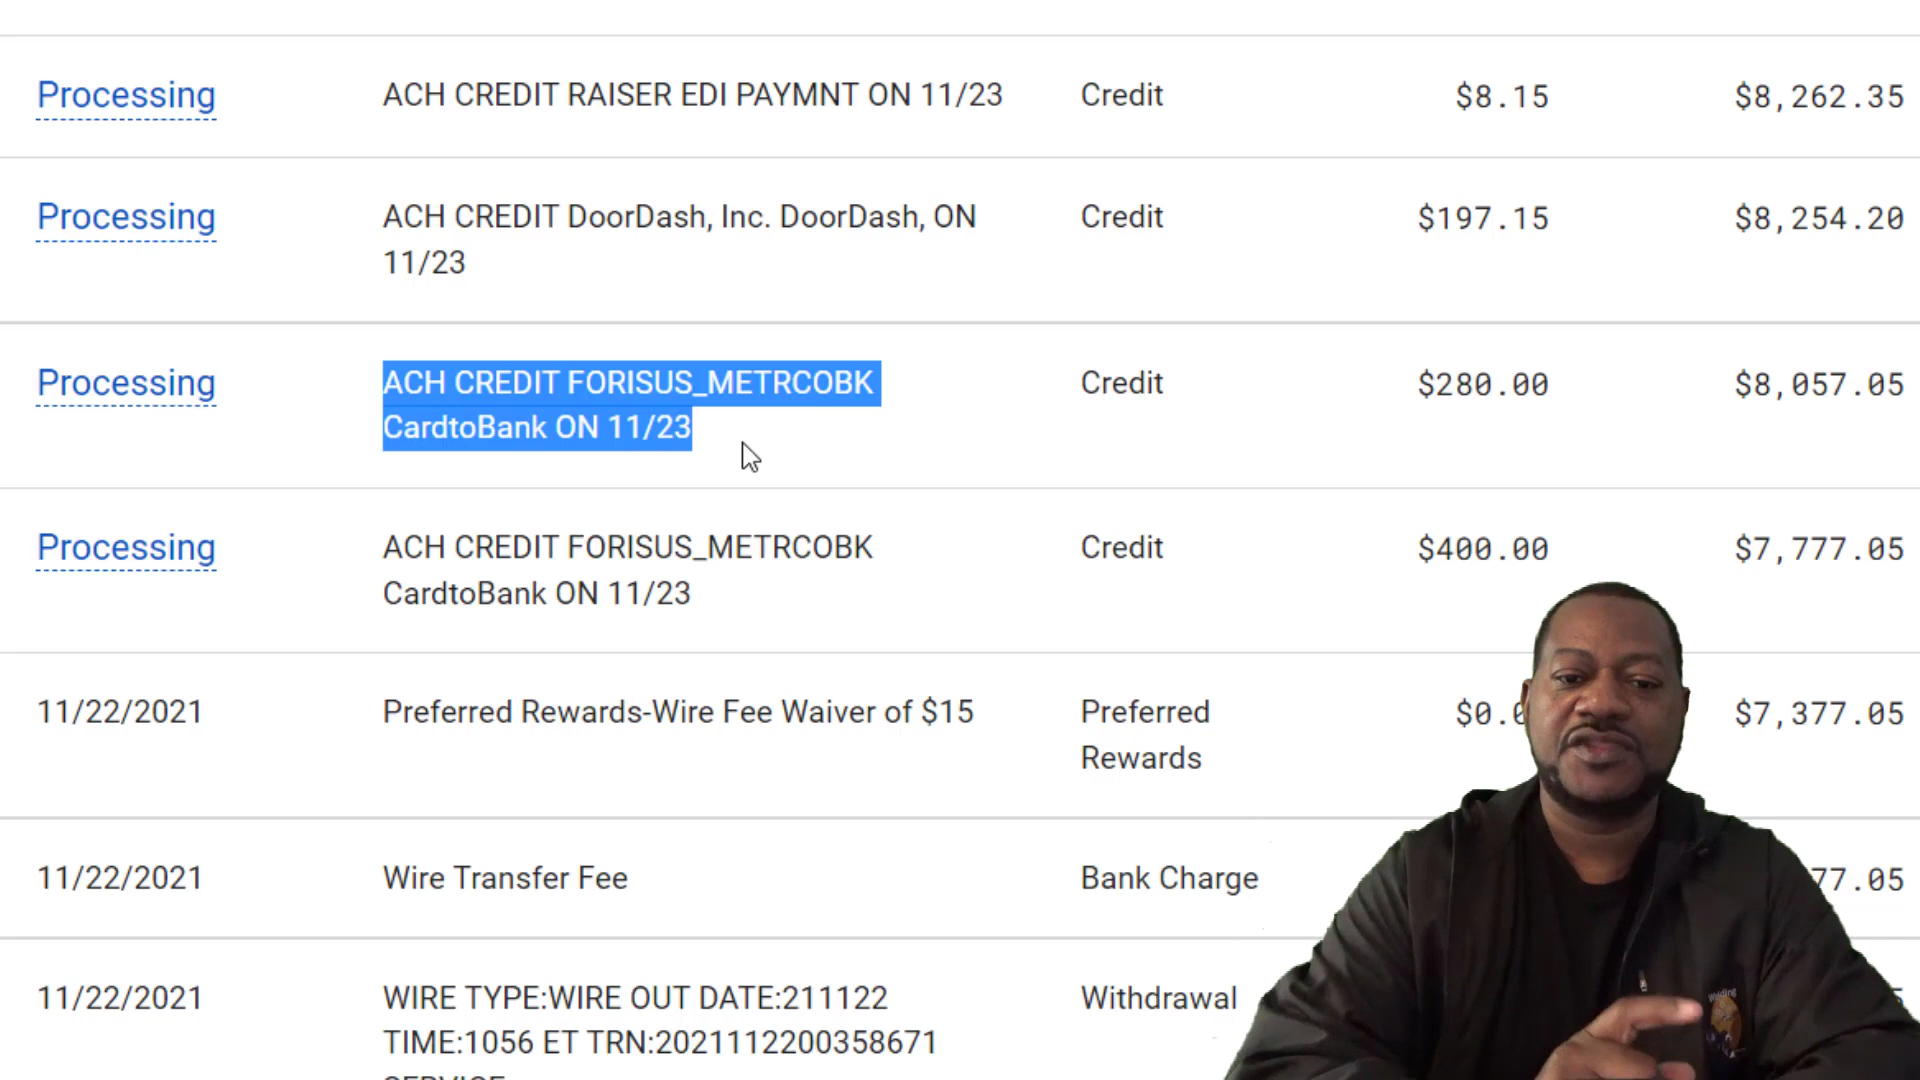 Processing ACH CREDIT RAISER EDI PAYMNT ON 11/23 Credit $8.15 $8,262.35
Processing ACH CREDIT DoorDash, Inc. DoorDash, ON Credit $197.15 $8,254.20
11/23
Processing ACH CREDIT FORISUS_METRCOBK Credit $280.00 $8,057.05
CardtoBank ON 11/23
Processing ACH CREDIT FORISUS_METRCOBK Credit $400.00 $7,777.05
CardtoBank ON 11/23
11/22/2021 Preferred Rewards-Wire Fee Waiver of $15 Preferred $0.0 $7,377.05
Rewards
11/22/2021 Wire Transfer Fee Bank Charge 77.05
11/22/2021 WIRE TYPE:WIRE OUT DATE:211122 Withdrawal
TIME:1056 ET TRN:2021112200358671